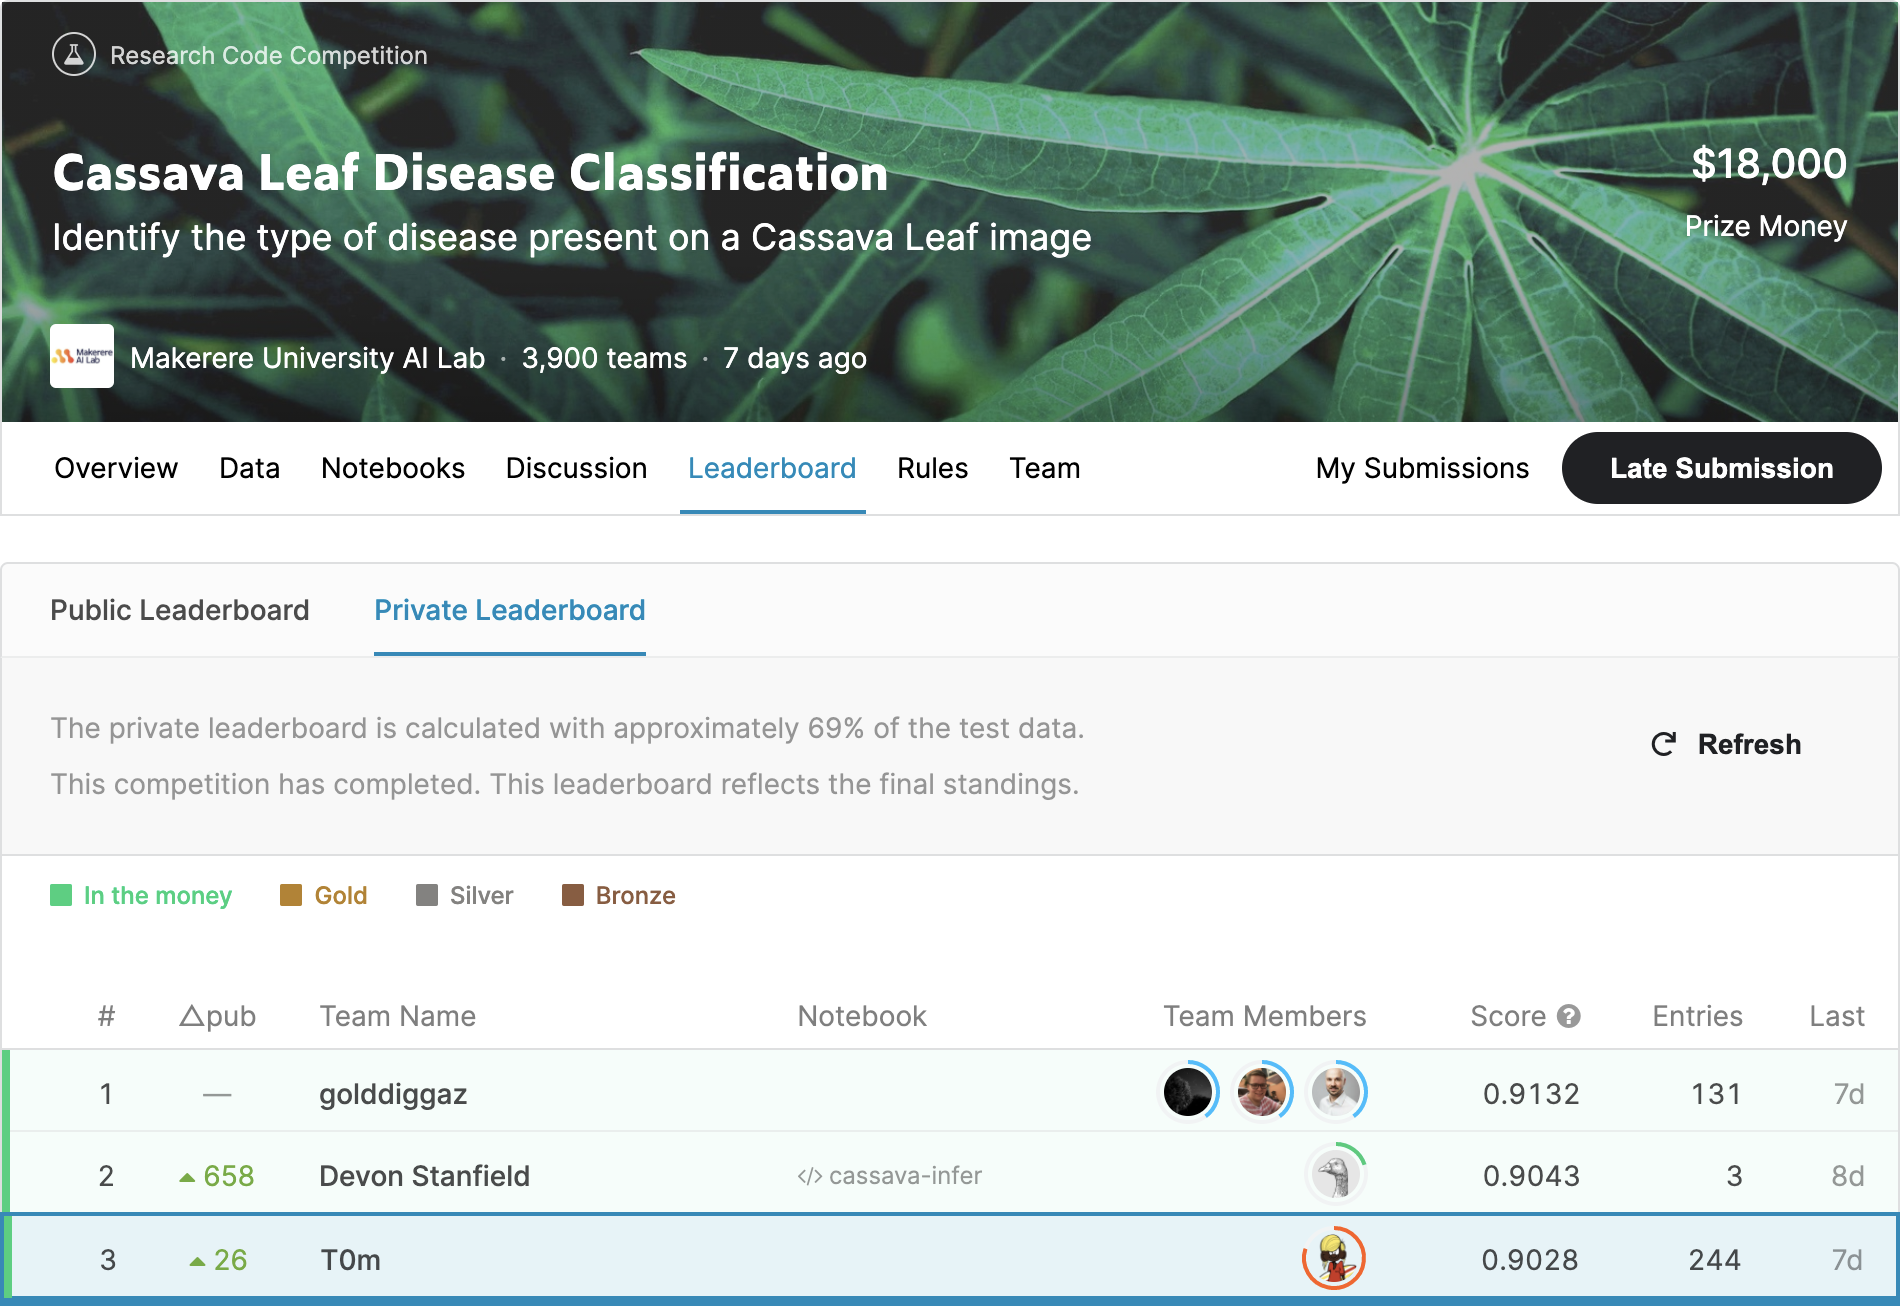 Research Code Competition
Cassava Leaf Disease Classification
Identify the type of disease present on a Cassava Leaf image
$18,000
Prize Money
Makerere
AI Lab
Makerere University AI Lab · 3,900 teams · 7 days ago
Overview Data Notebooks Discussion Leaderboard Rules Team My Submissions Late Submission
Public Leaderboard Private Leaderboard
The private leaderboard is calculated with approximately 69% of the test data.
This competition has completed. This leaderboard reflects the final standings.
Refresh
In the money Gold Silver Bronze
# △pub Team Name Notebook Team Members Score ? Entries Last
1 — golddiggaz 0.9132 131 7d
2 ▲ 658 Devon Stanfield </> cassava-infer 0.9043 3 8d
3 ▲ 26 T0m 0.9028 244 7d